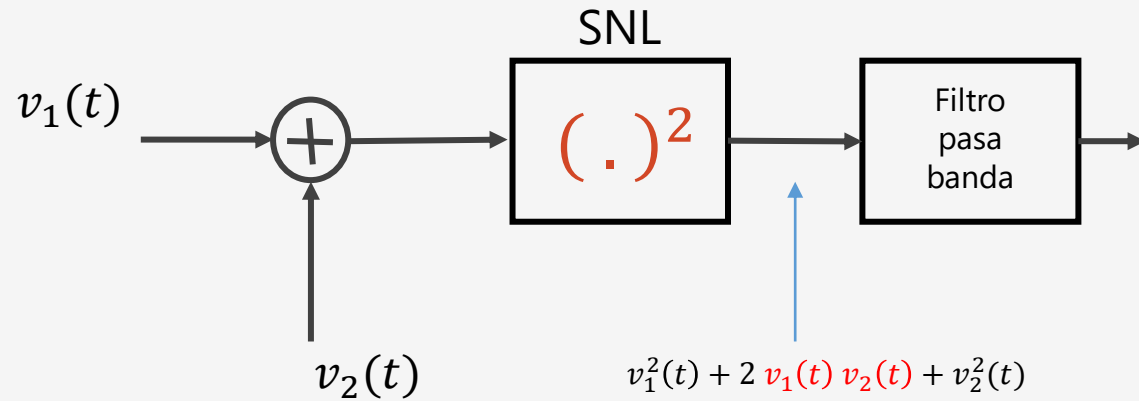 SNL
v₁(t)
( . )²
Filtro
pasa
banda
v₂(t)
v₁²(t) + 2 v₁(t) v₂(t) + v₂²(t)